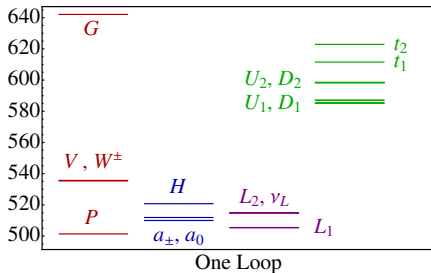 640
620
600
580
560
540
520
500
G
V , W±
P
H
a±, a0
L2, νL
L1
t2
t1
U2, D2
U1, D1
One Loop